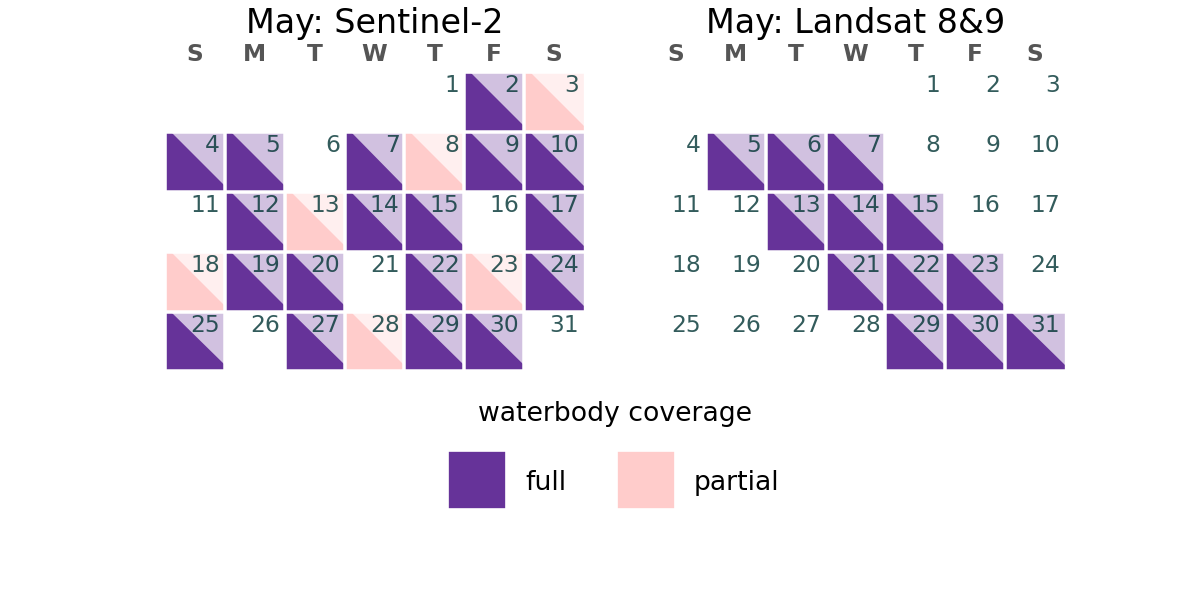 May: Sentinel-2
S M T W T F S
1 2 3
4 5 6 7 8 9 10
11 12 13 14 15 16 17
18 19 20 21 22 23 24
25 26 27 28 29 30 31
May: Landsat 8&9
S M T W T F S
1 2 3
4 5 6 7 8 9 10
11 12 13 14 15 16 17
18 19 20 21 22 23 24
25 26 27 28 29 30 31
waterbody coverage
full partial